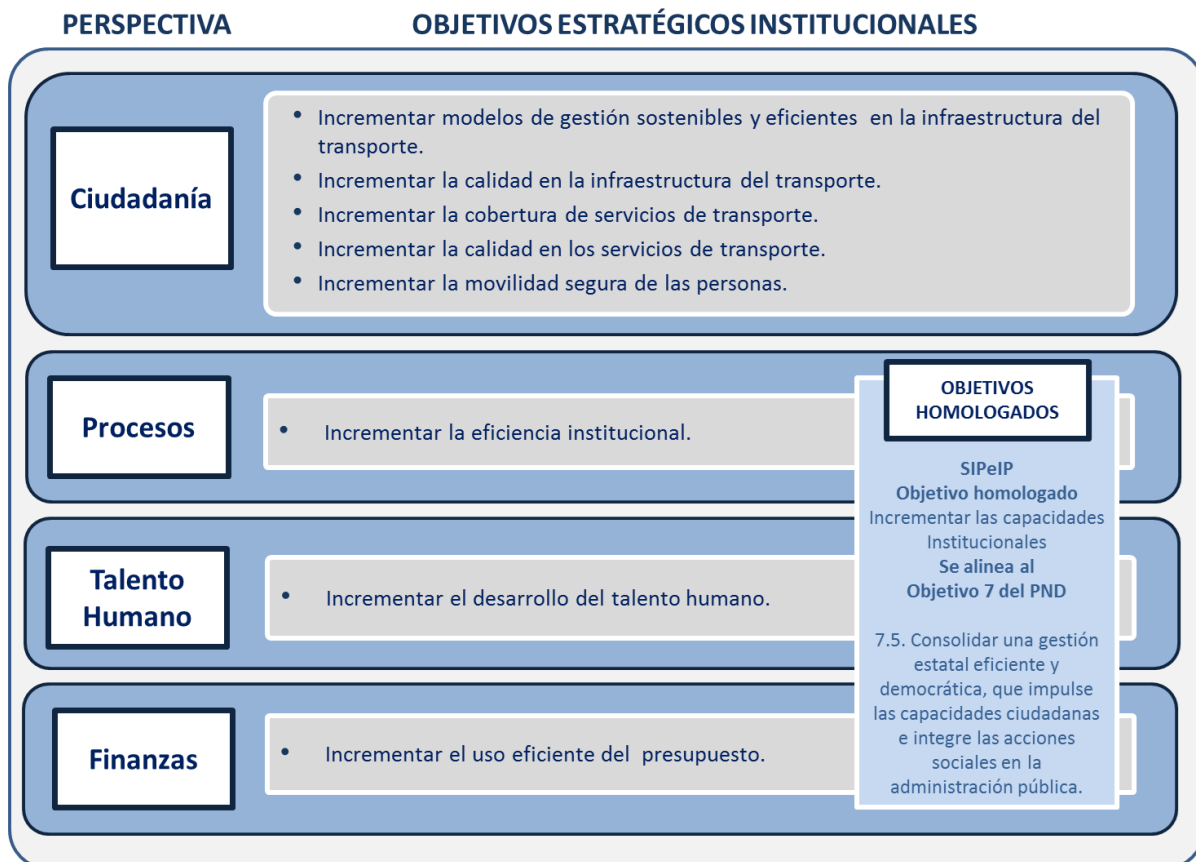 PERSPECTIVA
OBJETIVOS ESTRATÉGICOS INSTITUCIONALES
Ciudadanía
• Incrementar modelos de gestión sostenibles y eficientes en la infraestructura del
transporte.
• Incrementar la calidad en la infraestructura del transporte.
• Incrementar la cobertura de servicios de transporte.
• Incrementar la calidad en los servicios de transporte.
• Incrementar la movilidad segura de las personas.
Procesos
• Incrementar la eficiencia institucional.
Talento
Humano
• Incrementar el desarrollo del talento humano.
Finanzas
• Incrementar el uso eficiente del presupuesto.
OBJETIVOS
HOMOLOGADOS
SIPeIP
Objetivo homologado
Incrementar las capacidades
Institucionales
Se alinea al
Objetivo 7 del PND
7.5. Consolidar una gestión
estatal eficiente y
democrática, que impulse
las capacidades ciudadanas
e integre las acciones
sociales en la
administración pública.